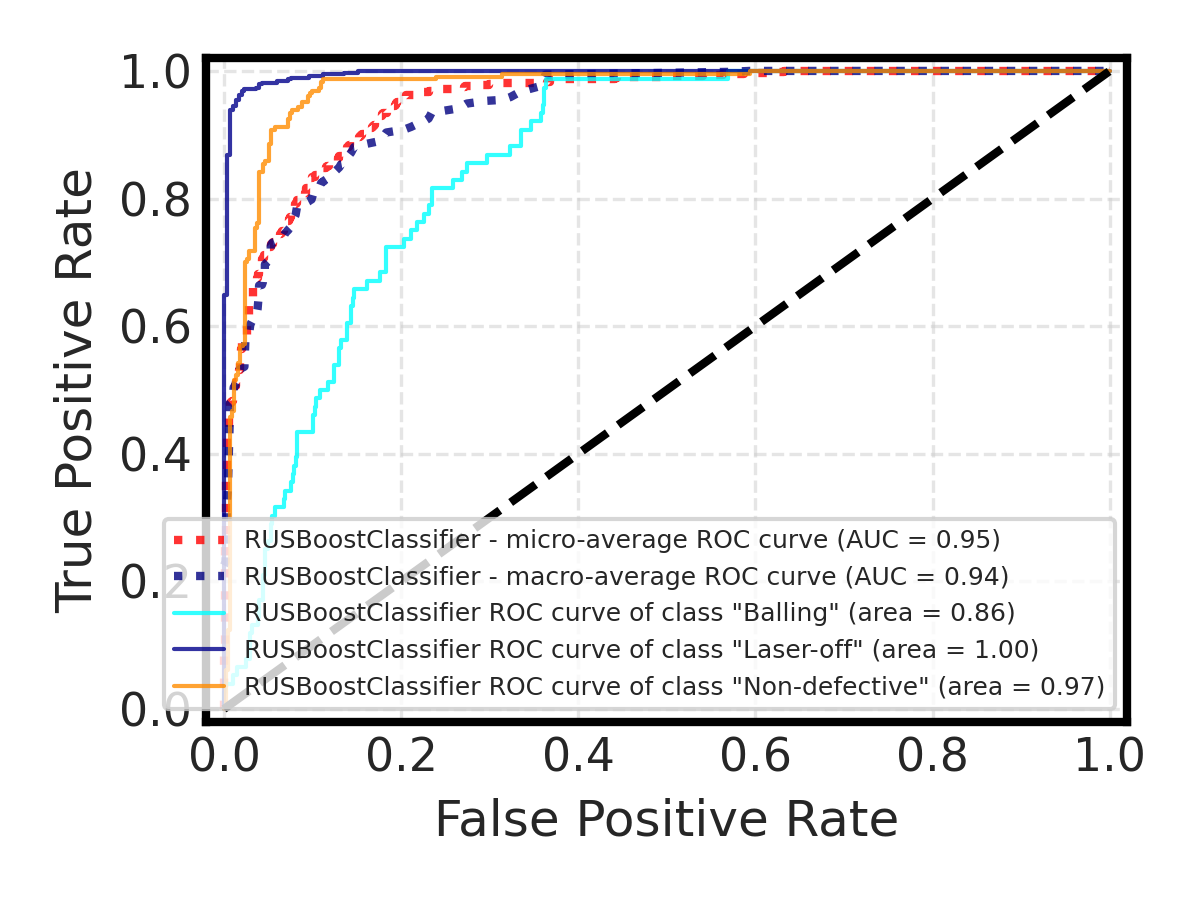 1.0
0.8
0.6
0.4
0.2
0.0
True Positive Rate
RUSBoostClassifier - micro-average ROC curve (AUC = 0.95)
RUSBoostClassifier - macro-average ROC curve (AUC = 0.94)
RUSBoostClassifier ROC curve of class "Balling" (area = 0.86)
RUSBoostClassifier ROC curve of class "Laser-off" (area = 1.00)
RUSBoostClassifier ROC curve of class "Non-defective" (area = 0.97)
0.0 0.2 0.4 0.6 0.8 1.0
False Positive Rate